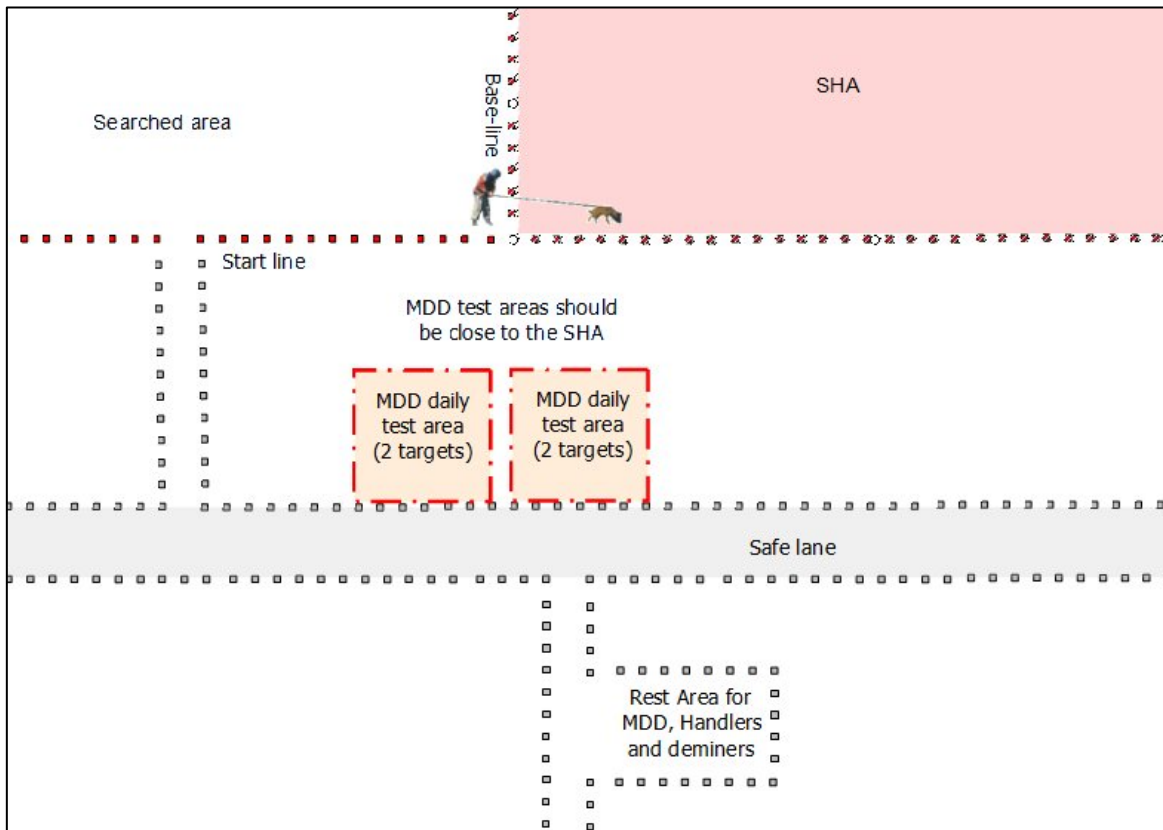 SHA
Base-line
Searched area
Start line
MDD test areas should
be close to the SHA
MDD daily
test area
(2 targets)
MDD daily
test area
(2 targets)
Safe lane
Rest Area for
MDD, Handlers
and deminers